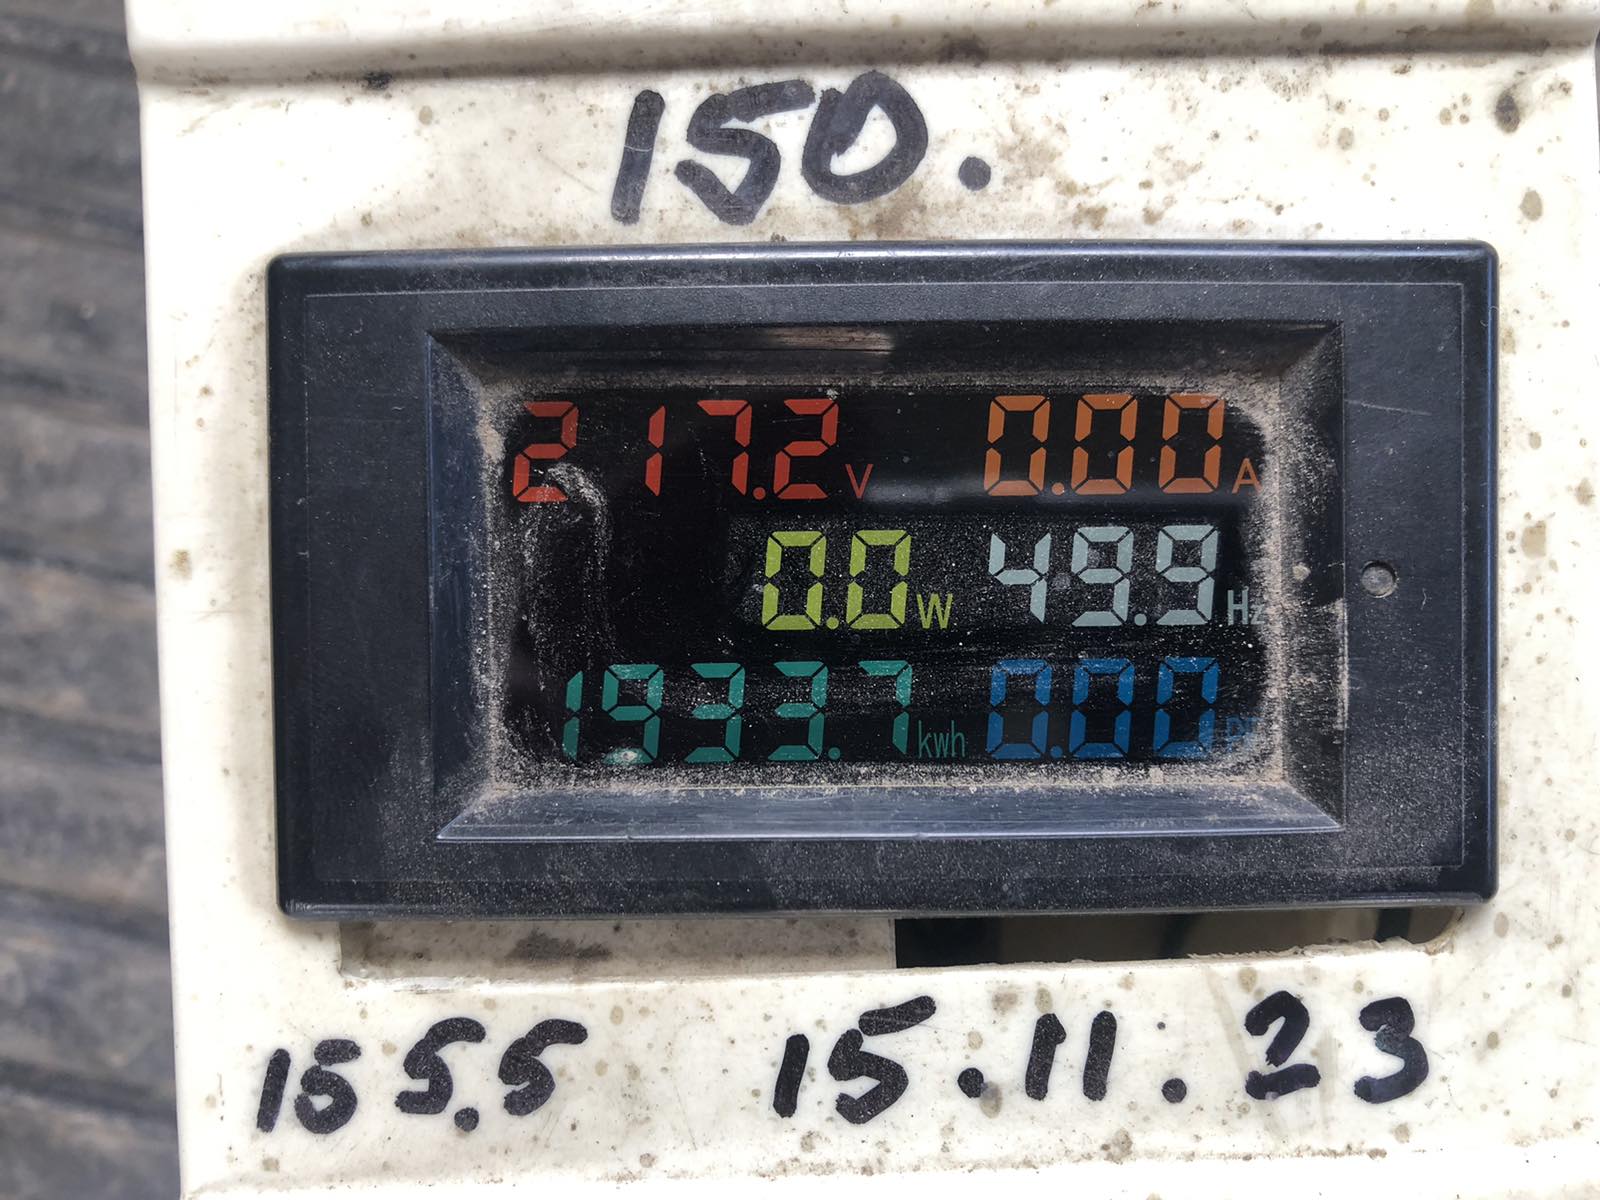 150.
217.2 V 0.00 A
0.0 W 49.9 Hz
1933.7 kwh 0.00 PF
155.5 15.11.23